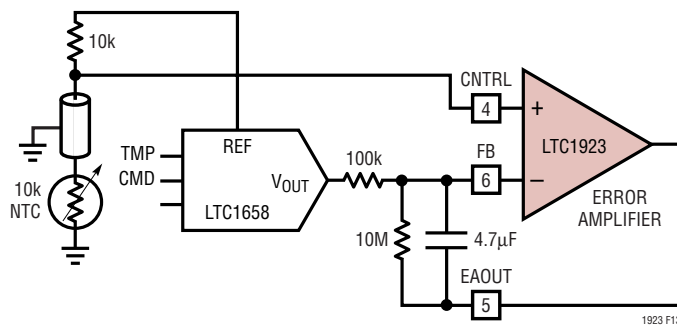 10k
CNTRL
4
+
LTC1923
REF
TMP
CMD
VOUT
LTC1658
100k
FB
6
–
10k
NTC
ERROR
AMPLIFIER
10M
4.7µF
EAOUT
5
1923 F13